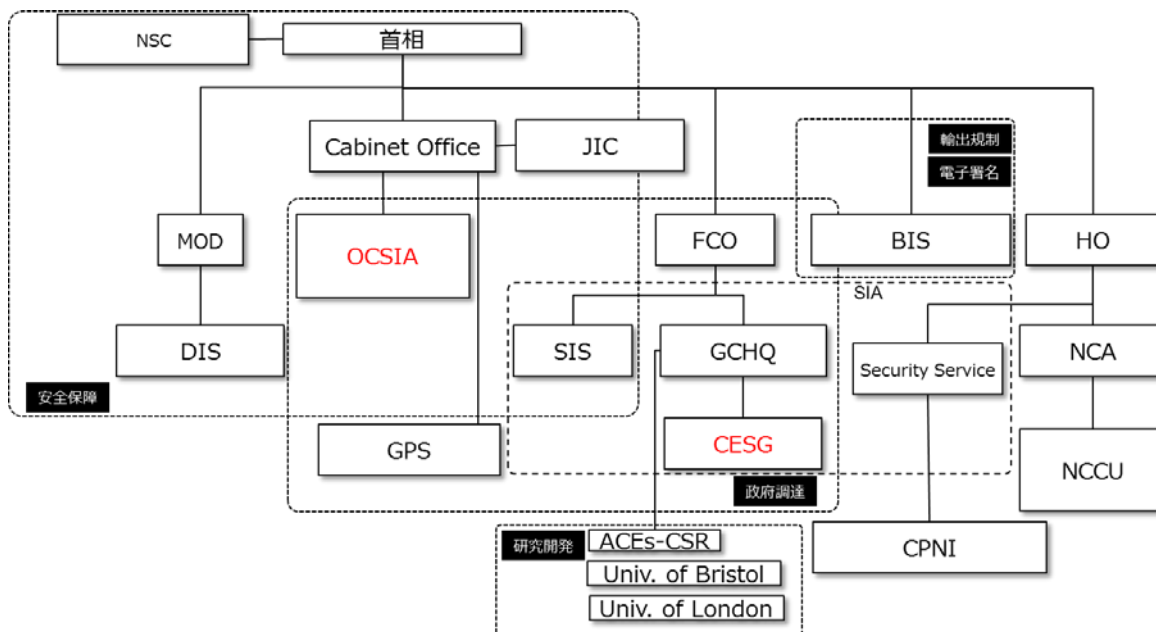 NSC
首相
Cabinet Office
JIC
輸出規制
電子署名
MOD
OCSIA
FCO
BIS
HO
SIA
DIS
SIS
GCHQ
Security Service
NCA
安全保障
GPS
CESG
NCCU
政府調達
研究開発
ACEs-CSR
CPNI
Univ. of Bristol
Univ. of London